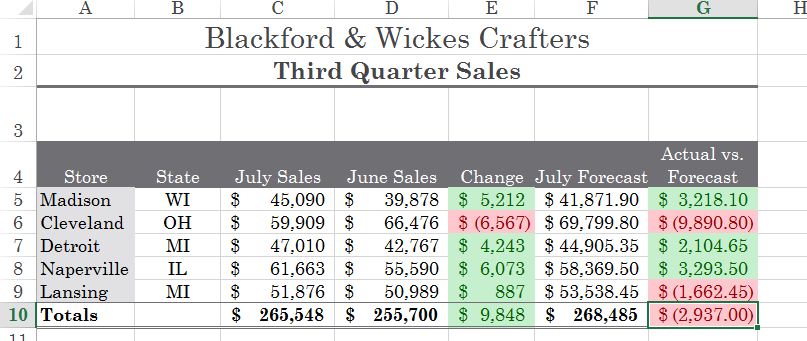 A B C D E F G H
1 Blackford & Wickes Crafters
2 Third Quarter Sales
3
Actual vs.
4 Store State July Sales June Sales Change July Forecast Forecast
5 Madison WI $ 45,090 $ 39,878 $ 5,212 $ 41,871.90 $ 3,218.10
6 Cleveland OH $ 59,909 $ 66,476 $ (6,567) $ 69,799.80 $ (9,890.80)
7 Detroit MI $ 47,010 $ 42,767 $ 4,243 $ 44,905.35 $ 2,104.65
8 Naperville IL $ 61,663 $ 55,590 $ 6,073 $ 58,369.50 $ 3,293.50
9 Lansing MI $ 51,876 $ 50,989 $ 887 $ 53,538.45 $ (1,662.45)
10 Totals $ 265,548 $ 255,700 $ 9,848 $ 268,485 $ (2,937.00)
11